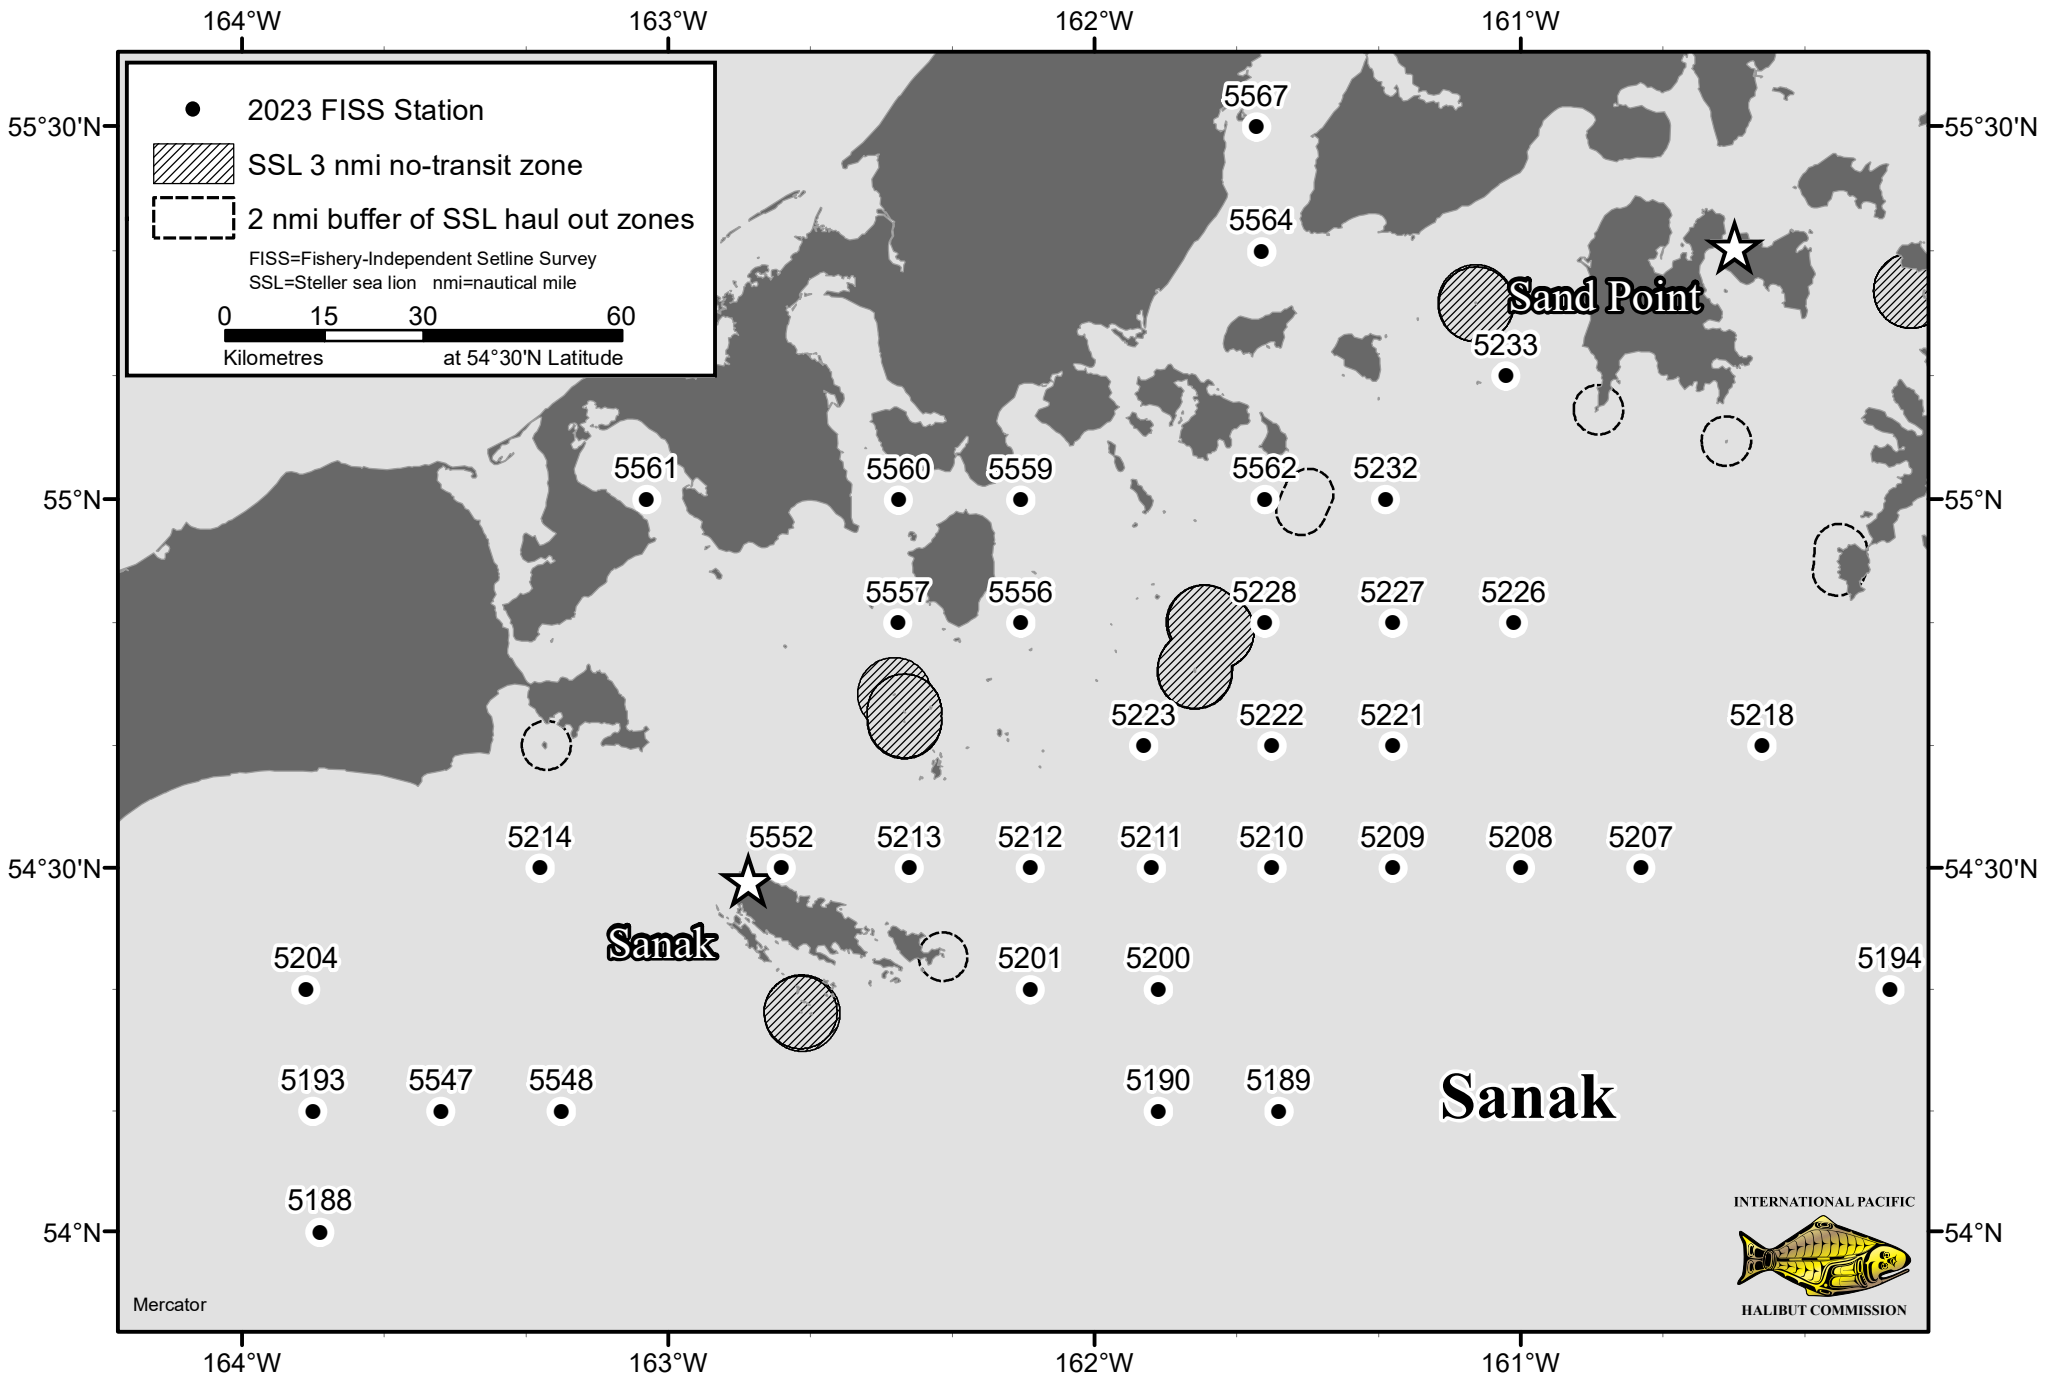 164°W 163°W 162°W 161°W
2023 FISS Station
SSL 3 nmi no-transit zone
2 nmi buffer of SSL haul out zones
FISS=Fishery-Independent Setline Survey
SSL=Steller sea lion nmi=nautical mile
0 15 30 60
Kilometres at 54°30'N Latitude
5567
55°30'N 55°30'N
5564
Sand Point
5233
5561 5560 5559 5562 5232
55°N 55°N
5557 5556 5228 5227 5226
5223 5222 5221 5218
5214 5552 5213 5212 5211 5210 5209 5208 5207
54°30'N 54°30'N
Sanak
5204 5201 5200 5194
5193 5547 5548 5190 5189
Sanak
5188
INTERNATIONAL PACIFIC
54°N 54°N
Mercator
HALIBUT COMMISSION
164°W 163°W 162°W 161°W